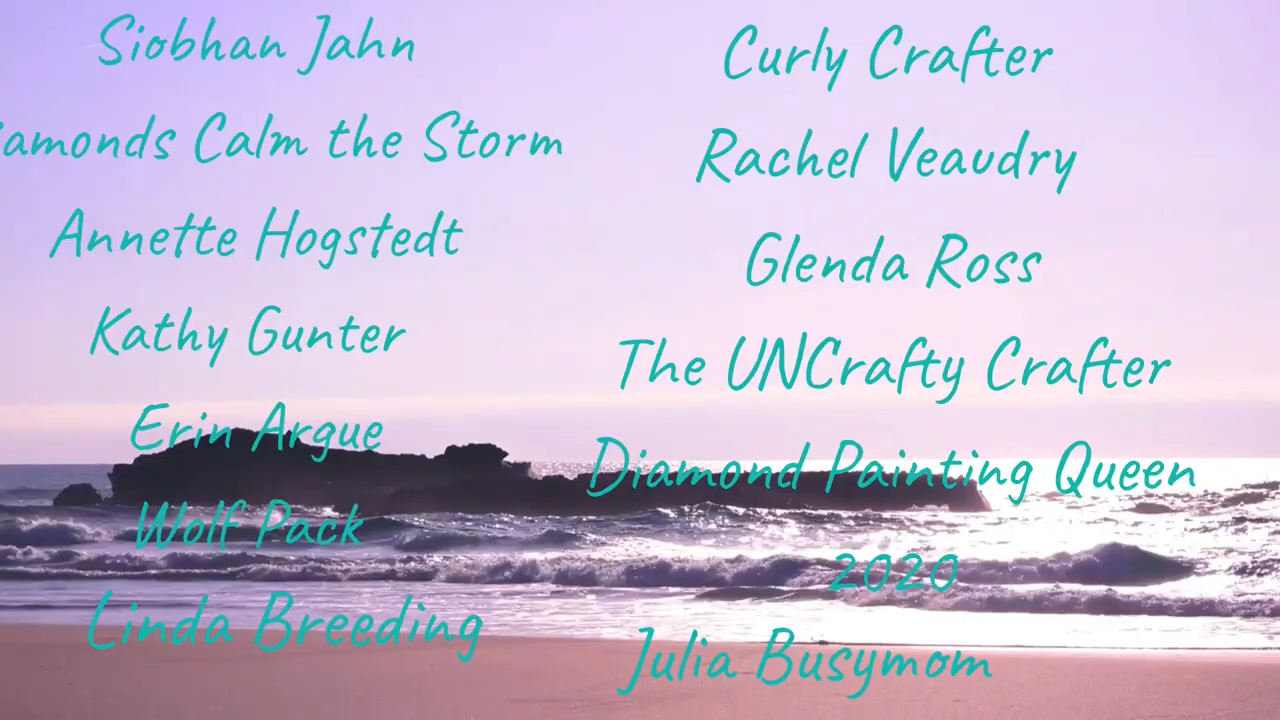 Siobhan Jahn
iamonds Calm the Storm
Annette Hogstedt
Kathy Gunter
Erin Argue
Wolf Pack
Linda Breeding
Curly Crafter
Rachel Veaudry
Glenda Ross
The UNCrafty Crafter
Diamond Painting Queen
2020
Julia Busymom